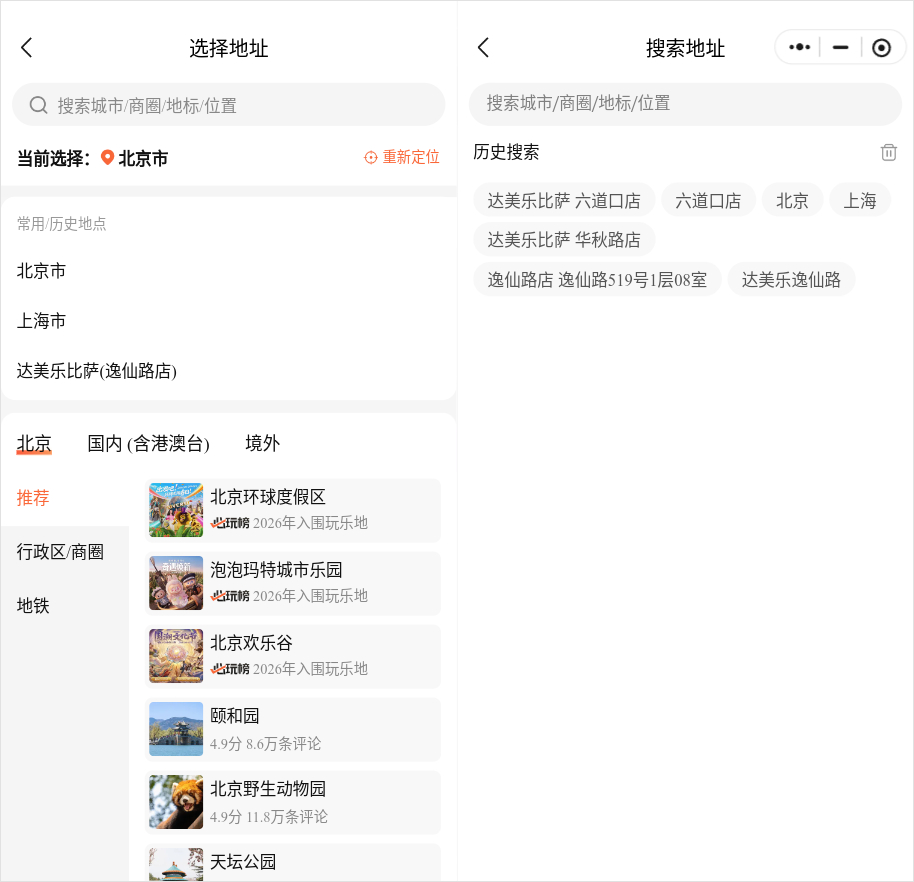 选择地址
搜索城市/商圈/地标/位置
当前选择： 北京市
重新定位
常用/历史地点
北京市
上海市
达美乐比萨(逸仙路店)
北京 国内 (含港澳台) 境外
推荐
行政区/商圈
地铁
北京环球度假区
必玩榜 2026年入围玩乐地
泡泡玛特城市乐园
必玩榜 2026年入围玩乐地
国潮文化节
北京欢乐谷
必玩榜 2026年入围玩乐地
颐和园
4.9分 8.6万条评论
北京野生动物园
4.9分 11.8万条评论
天坛公园
搜索地址
搜索城市/商圈/地标/位置
历史搜索
达美乐比萨 六道口店 六道口店 北京 上海
达美乐比萨 华秋路店
逸仙路店 逸仙路519号1层08室 达美乐逸仙路